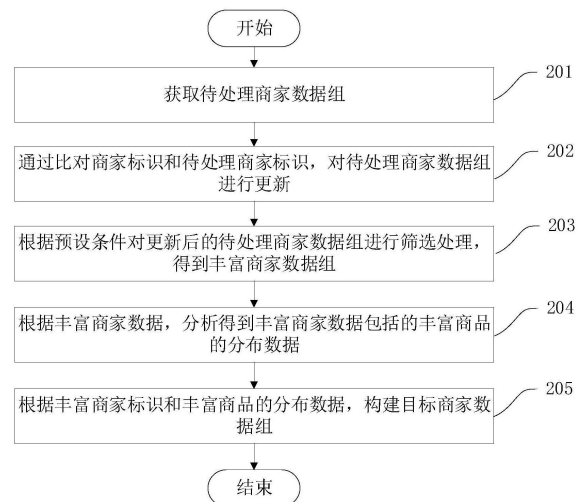 开始
获取待处理商家数据组
201
通过比对商家标识和待处理商家标识，对待处理商家数据组
进行更新
202
根据预设条件对更新后的待处理商家数据组进行筛选处理，
得到丰富商家数据组
203
根据丰富商家数据，分析得到丰富商家数据包括的丰富商品
的分布数据
204
根据丰富商家标识和丰富商品的分布数据，构建目标商家数
据组
205
结束